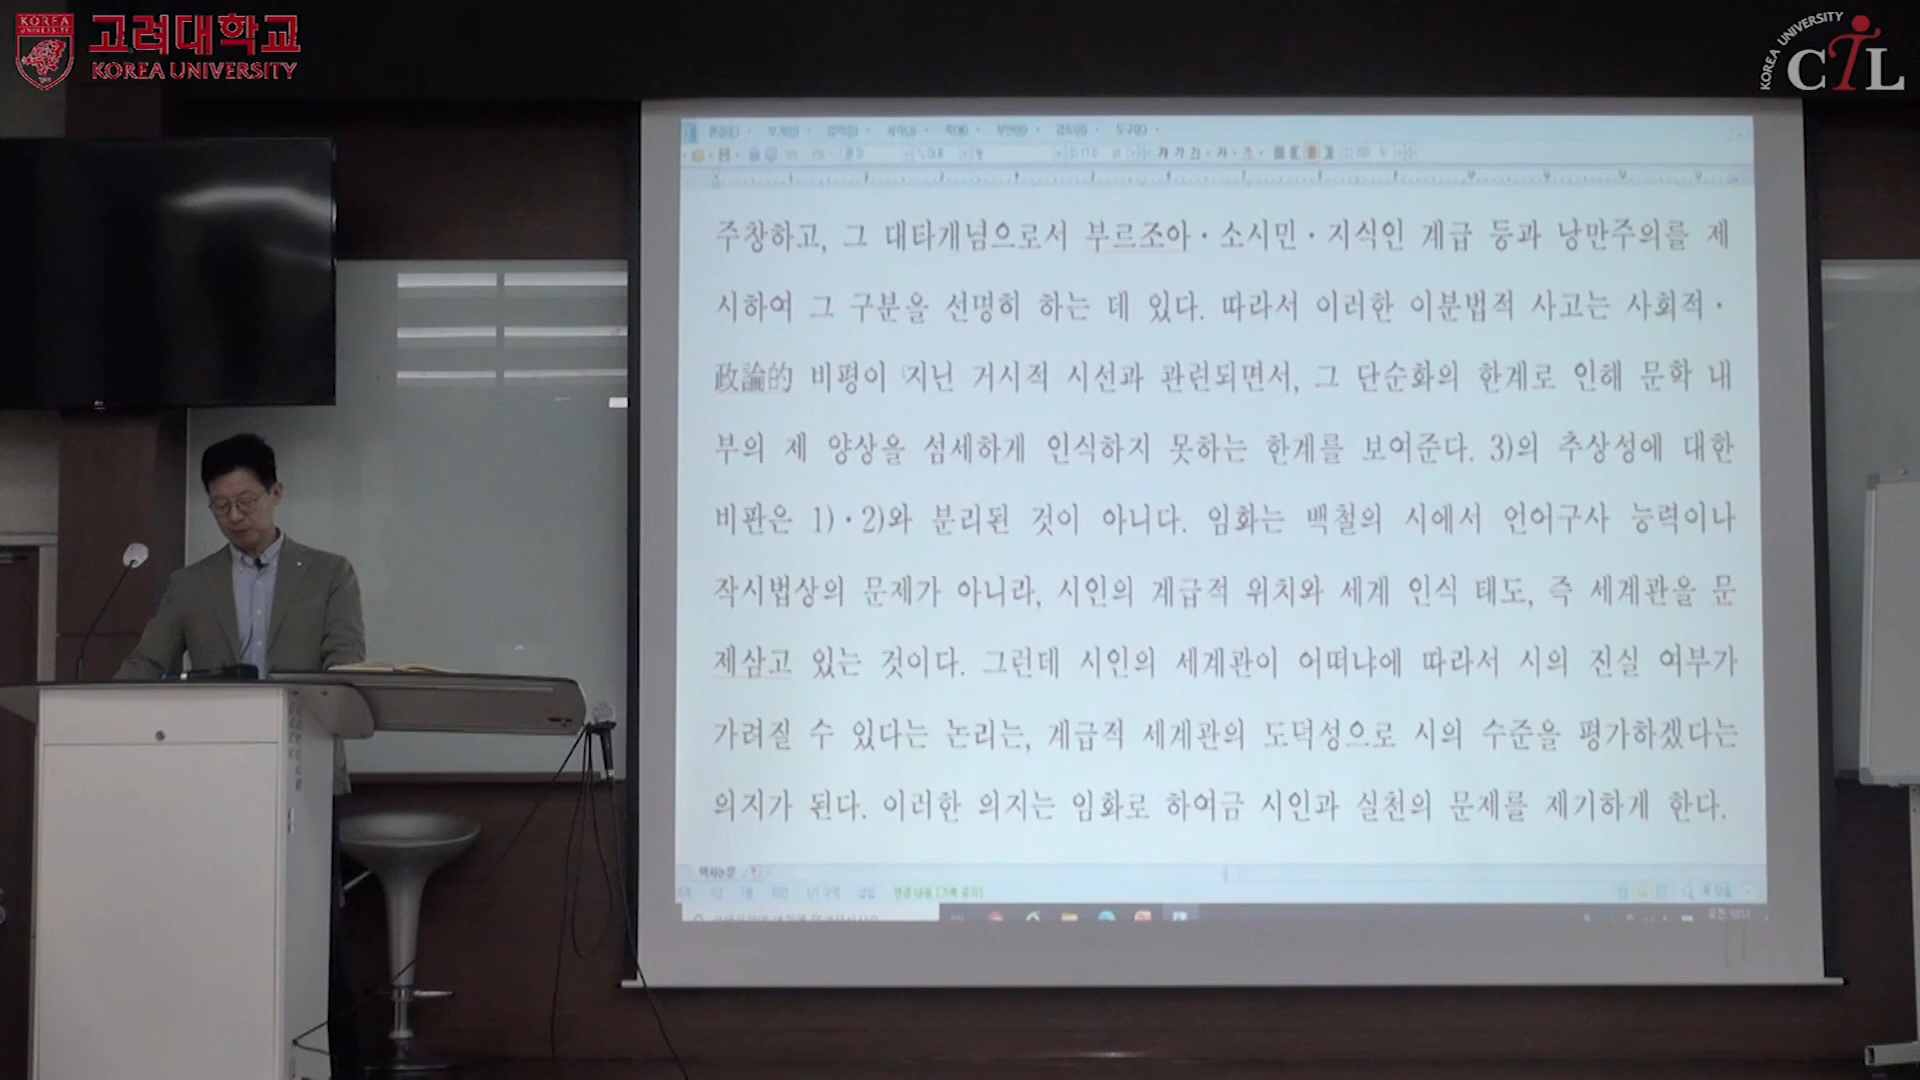 KOREA UNIVERSITY
고려대학교
KOREA UNIVERSITY
KOREA UNIVERSITY
CTL
주창하고, 그 대타개념으로서 부르조아·소시민·지식인 계급 등과 낭만주의를 제
시하여 그 구분을 선명히 하는 데 있다. 따라서 이러한 이분법적 사고는 사회적·
政論的 비평이 지닌 거시적 시선과 관련되면서, 그 단순화의 한계로 인해 문학 내
부의 제 양상을 섬세하게 인식하지 못하는 한계를 보여준다. 3)의 추상성에 대한
비판은 1)·2)와 분리된 것이 아니다. 임화는 백철의 시에서 언어구사 능력이나
작시법상의 문제가 아니라, 시인의 계급적 위치와 세계 인식 태도, 즉 세계관을 문
제삼고 있는 것이다. 그런데 시인의 세계관이 어떠냐에 따라서 시의 진실 여부가
가려질 수 있다는 논리는, 계급적 세계관의 도덕성으로 시의 수준을 평가하겠다는
의지가 된다. 이러한 의지는 임화로 하여금 시인과 실천의 문제를 제기하게 한다.